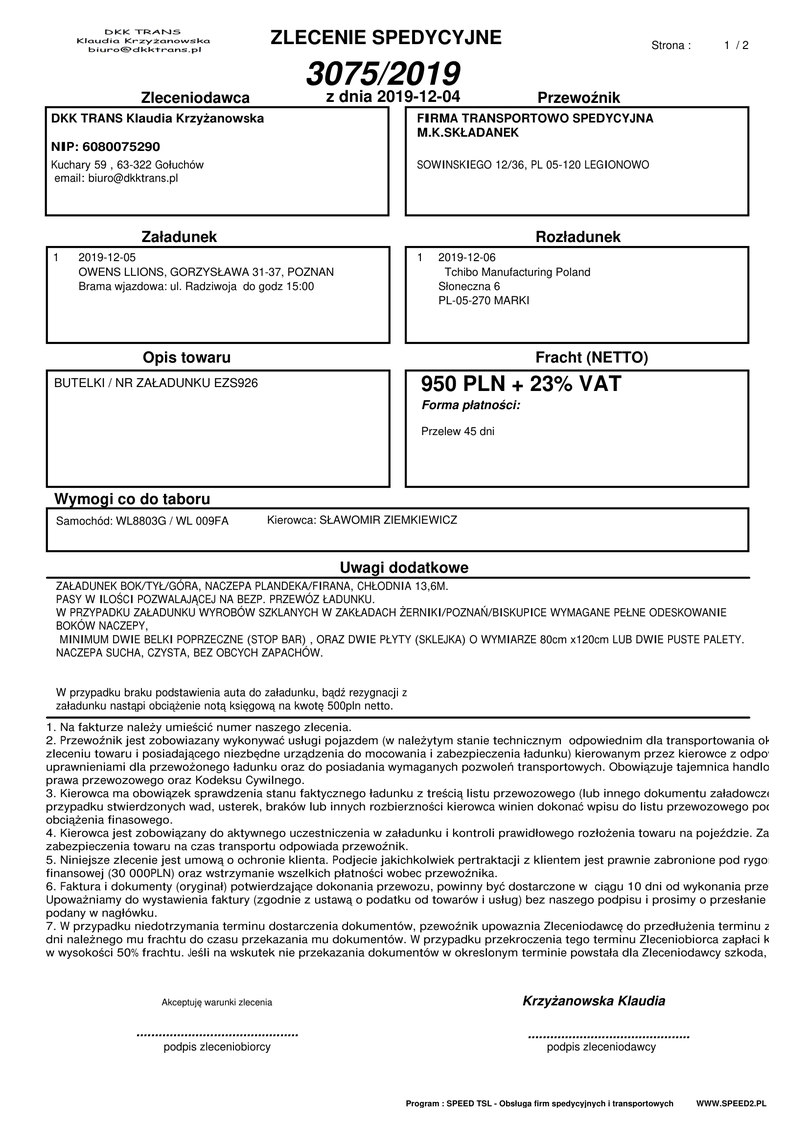 DKK TRANS
Klaudia Krzyżanowska
biuro@dkktrans.pl
ZLECENIE SPEDYCYJNE
Strona : 1 / 2
3075/2019
Zleceniodawca
z dnia 2019-12-04
Przewoźnik
DKK TRANS Klaudia Krzyżanowska
NIP: 6080075290
Kuchary 59 , 63-322 Gołuchów
email: biuro@dkktrans.pl
FIRMA TRANSPORTOWO SPEDYCYJNA
M.K.SKŁADANEK
SOWINSKIEGO 12/36, PL 05-120 LEGIONOWO
Załadunek
1 2019-12-05
OWENS LLIONS, GORZYSŁAWA 31-37, POZNAN
Brama wjazdowa: ul. Radziwoja do godz 15:00
Rozładunek
1 2019-12-06
Tchibo Manufacturing Poland
Słoneczna 6
PL-05-270 MARKI
Opis towaru
BUTELKI / NR ZAŁADUNKU EZS926
Fracht (NETTO)
950 PLN + 23% VAT
Forma płatności:
Przelew 45 dni
Wymogi co do taboru
Samochód: WL8803G / WL 009FA Kierowca: SŁAWOMIR ZIEMKIEWICZ
Uwagi dodatkowe
ZAŁADUNEK BOK/TYŁ/GÓRA, NACZEPA PLANDEKA/FIRANA, CHŁODNIA 13,6M.
PASY W ILOŚCI POZWALAJĄCEJ NA BEZP. PRZEWÓZ ŁADUNKU.
W PRZYPADKU ZAŁADUNKU WYROBÓW SZKLANYCH W ZAKŁADACH ŻERNIKI/POZNAŃ/BISKUPICE WYMAGANE PEŁNE ODESKOWANIE
BOKÓW NACZEPY,
MINIMUM DWIE BELKI POPRZECZNE (STOP BAR) , ORAZ DWIE PŁYTY (SKLEJKA) O WYMIARZE 80cm x120cm LUB DWIE PUSTE PALETY.
NACZEPA SUCHA, CZYSTA, BEZ OBCYCH ZAPACHÓW.
W przypadku braku podstawienia auta do załadunku, bądź rezygnacji z
załadunku nastąpi obciążenie notą księgową na kwotę 500pln netto.
1. Na fakturze należy umieścić numer naszego zlecenia.
2. Przewoźnik jest zobowiazany wykonywać usługi pojazdem (w należytym stanie technicznym odpowiednim dla transportowania ok
zleceniu towaru i posiadającego niezbędne urządzenia do mocowania i zabezpieczenia ładunku) kierowanym przez kierowce z odpo
uprawnieniami dla przewożonego ładunku oraz do posiadania wymaganych pozwoleń transportowych. Obowiązuje tajemnica handlo
prawa przewozowego oraz Kodeksu Cywilnego.
3. Kierowca ma obowiązek sprawdzenia stanu faktycznego ładunku z treścią listu przewozowego (lub innego dokumentu załadowcz
przypadku stwierdzonych wad, usterek, braków lub innych rozbierzności kierowca winien dokonać wpisu do listu przewozowego pod
obciążenia finasowego.
4. Kierowca jest zobowiązany do aktywnego uczestniczenia w załadunku i kontroli prawidłowego rozłożenia towaru na pojeździe. Za
zabezpieczenia towaru na czas transportu odpowiada przewoźnik.
5. Niniejsze zlecenie jest umową o ochronie klienta. Podjecie jakichkolwiek pertraktacji z klientem jest prawnie zabronione pod rygo
finansowej (30 000PLN) oraz wstrzymanie wszelkich płatności wobec przewoźnika.
6. Faktura i dokumenty (oryginał) potwierdzające dokonania przewozu, powinny być dostarczone w ciągu 10 dni od wykonania prze
Upoważniamy do wystawienia faktury (zgodnie z ustawą o podatku od towarów i usług) bez naszego podpisu i prosimy o przesłanie
podany w nagłówku.
7. W przypadku niedotrzymania terminu dostarczenia dokumentów, pzewoźnik upowaznia Zleceniodawcę do przedłużenia terminu z
dni należnego mu frachtu do czasu przekazania mu dokumentów. W przypadku przekroczenia tego terminu Zleceniobiorca zapłaci k
w wysokości 50% frachtu. Jeśli na wskutek nie przekazania dokumentów w okreslonym terminie powstała dla Zleceniodawcy szkoda,
Akceptuję warunki zlecenia
Krzyżanowska Klaudia
podpis zleceniobiorcy
podpis zleceniodawcy
Program : SPEED TSL - Obsługa firm spedycyjnych i transportowych WWW.SPEED2.PL